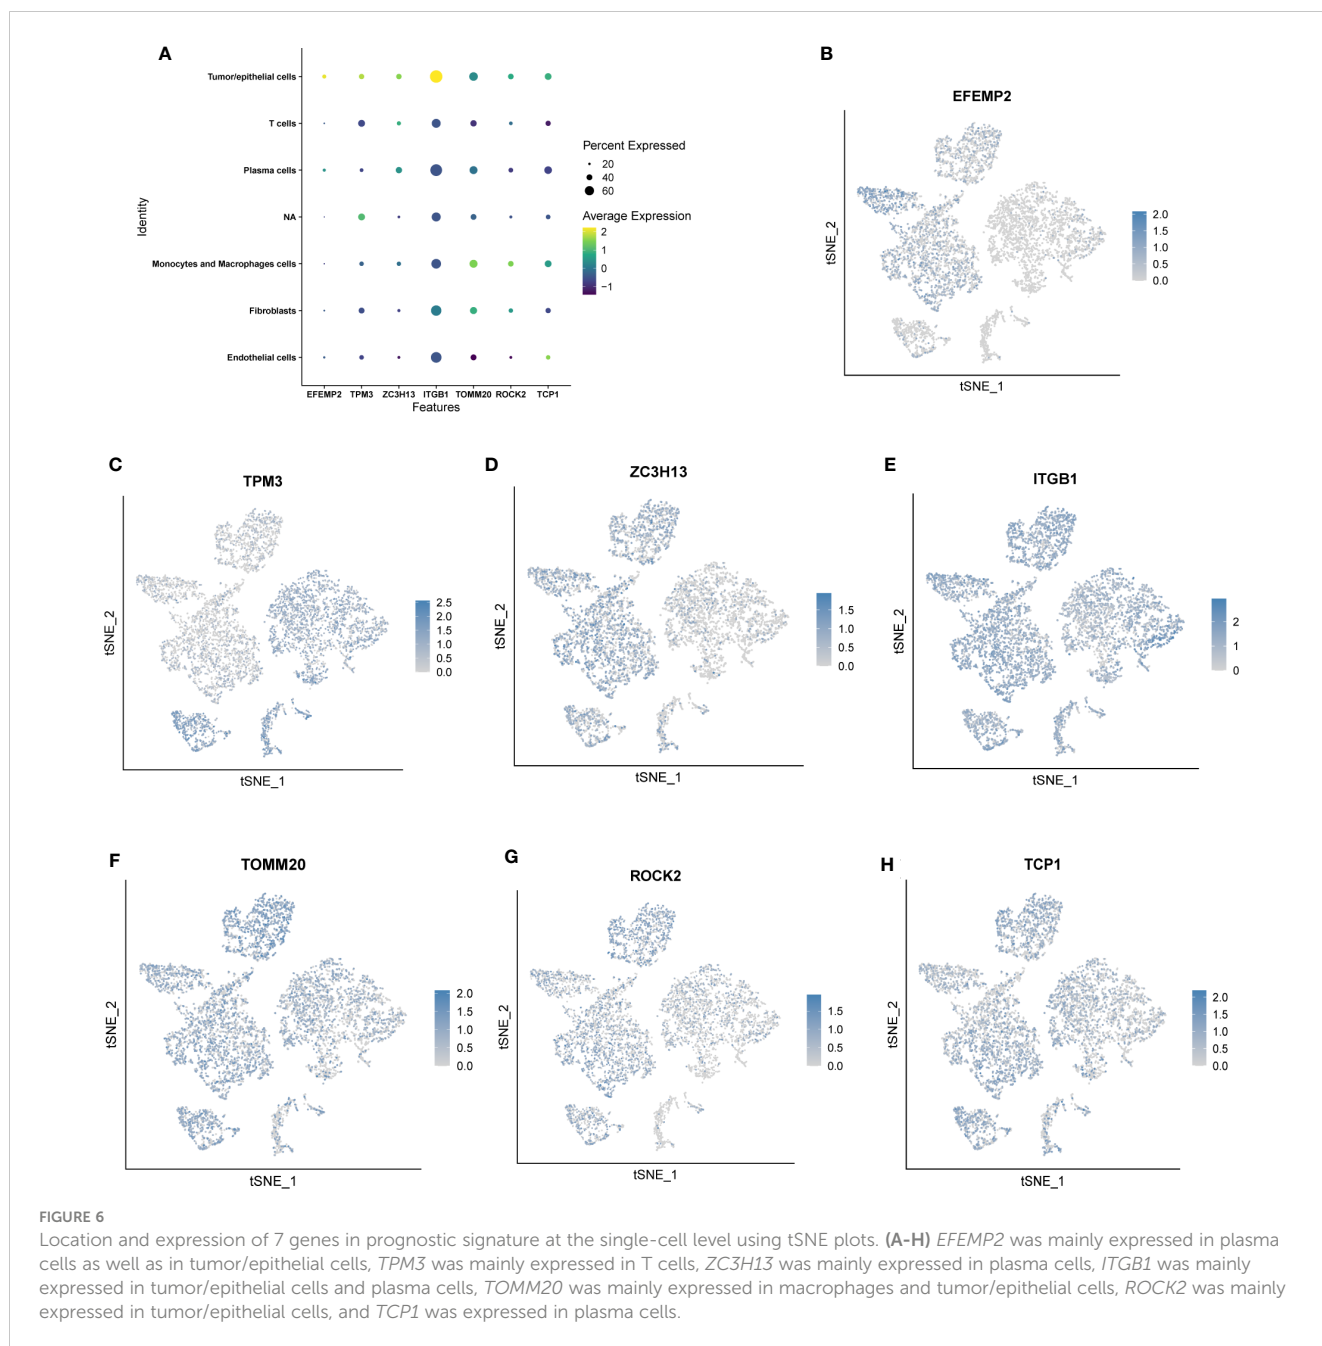 A
Tumor/epithelial cells
T cells
Plasma cells
NA
Monocytes and Macrophages cells
Fibroblasts
Endothelial cells
Identity
EFEMP2 TPM3 ZC3H13 ITGB1 TOMM20 ROCK2 TCP1
Features
Percent Expressed
20
40
60
Average Expression
2
1
0
−1
B
EFEMP2
tSNE_2
tSNE_1
2.0
1.5
1.0
0.5
0.0
C
TPM3
tSNE_2
tSNE_1
2.5
2.0
1.5
1.0
0.5
0.0
D
ZC3H13
tSNE_2
tSNE_1
1.5
1.0
0.5
0.0
E
ITGB1
tSNE_2
tSNE_1
2
1
0
F
TOMM20
tSNE_2
tSNE_1
2.0
1.5
1.0
0.5
0.0
G
ROCK2
tSNE_2
tSNE_1
1.5
1.0
0.5
0.0
H
TCP1
tSNE_2
tSNE_1
2.0
1.5
1.0
0.5
0.0
FIGURE 6
Location and expression of 7 genes in prognostic signature at the single-cell level using tSNE plots. (A-H) EFEMP2 was mainly expressed in plasma
cells as well as in tumor/epithelial cells, TPM3 was mainly expressed in T cells, ZC3H13 was mainly expressed in plasma cells, ITGB1 was mainly
expressed in tumor/epithelial cells and plasma cells, TOMM20 was mainly expressed in macrophages and tumor/epithelial cells, ROCK2 was mainly
expressed in tumor/epithelial cells, and TCP1 was expressed in plasma cells.